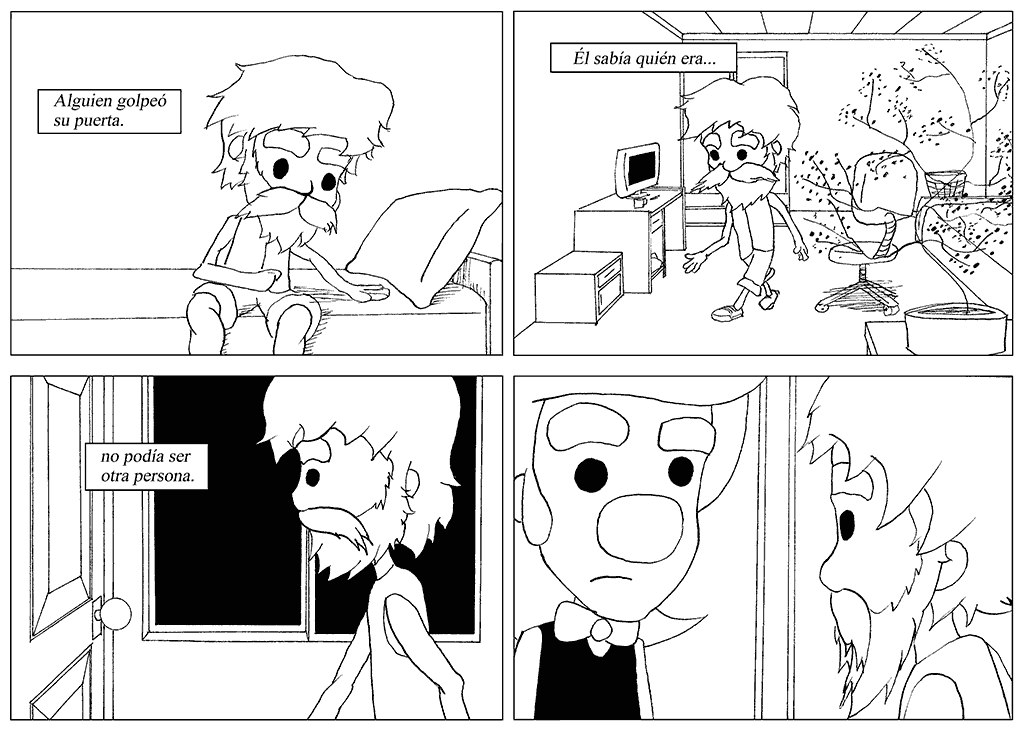 Alguien golpeó
su puerta.
Él sabía quién era...
no podía ser
otra persona.